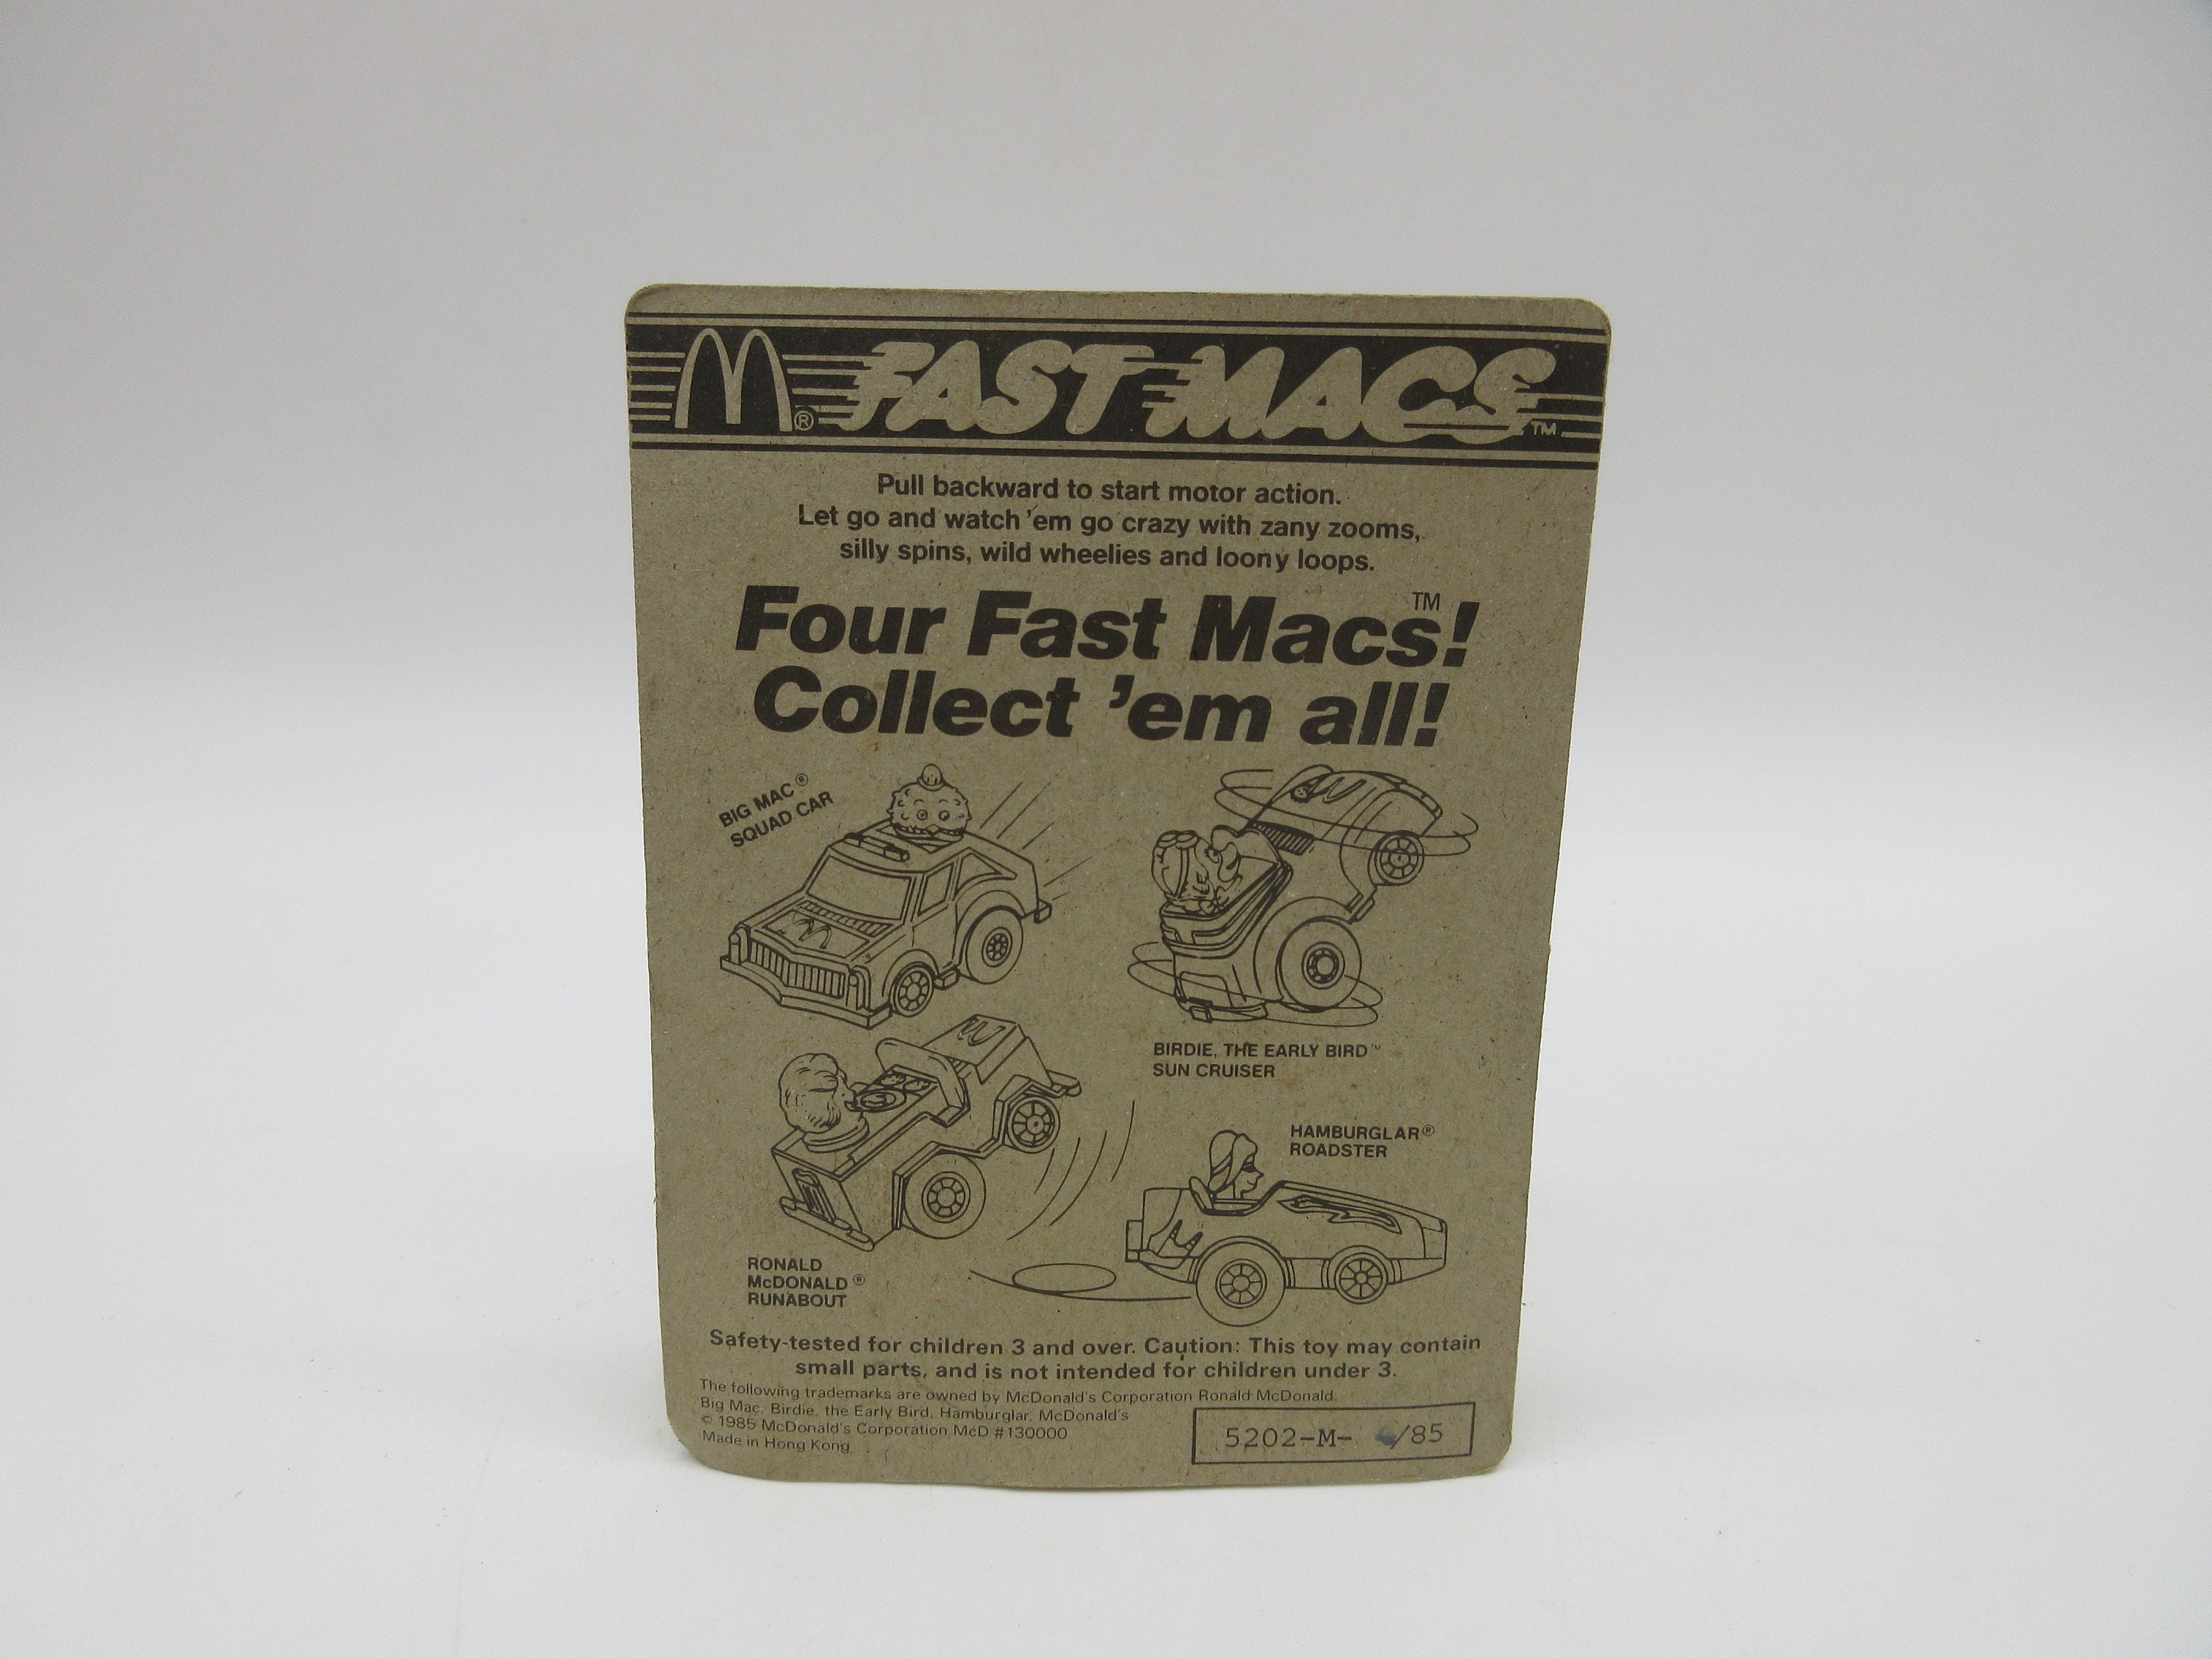 M® FAST MACS™
Pull backward to start motor action.
Let go and watch 'em go crazy with zany zooms,
silly spins, wild wheelies and loony loops.
Four Fast Macs™!
Collect 'em all!
BIG MAC®
SQUAD CAR
BIRDIE, THE EARLY BIRD™
SUN CRUISER
HAMBURGLAR®
ROADSTER
RONALD
McDONALD®
RUNABOUT
Safety-tested for children 3 and over. Caution: This toy may contain
small parts, and is not intended for children under 3.
The following trademarks are owned by McDonald's Corporation Ronald McDonald,
Big Mac, Birdie, the Early Bird, Hamburglar, McDonald's
© 1985 McDonald's Corporation McD #130000
Made in Hong Kong
5202-M- /85